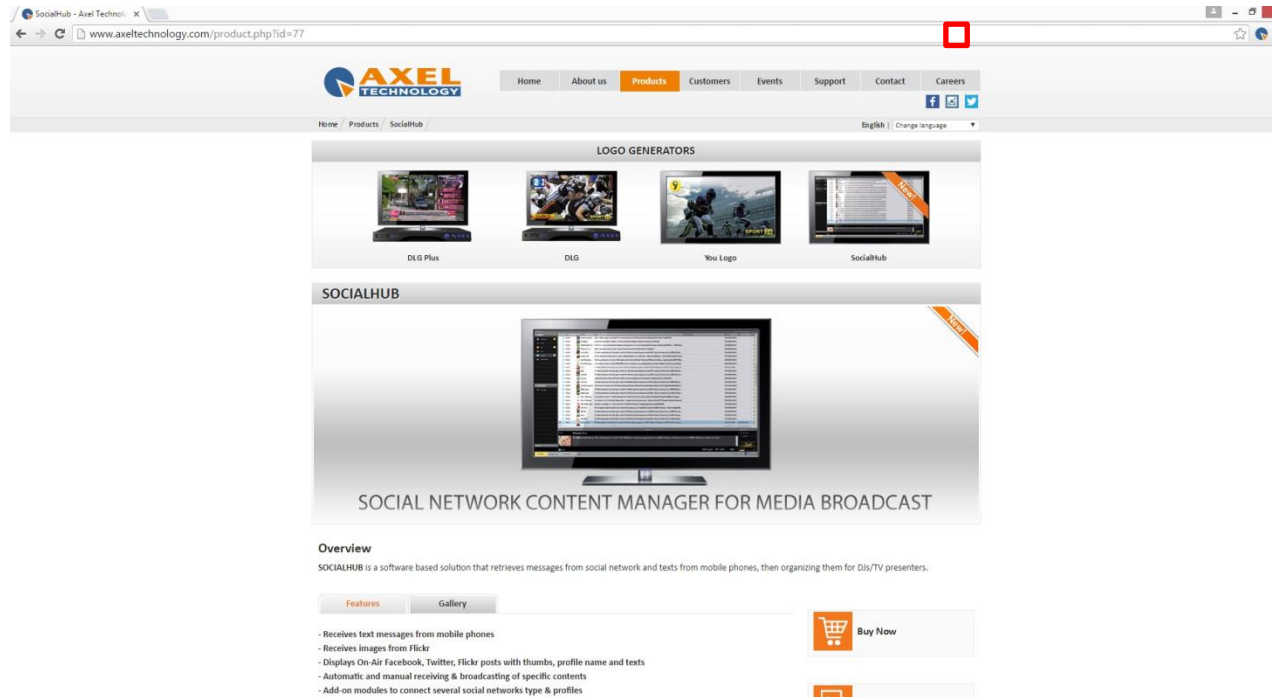 SocialHub - Axel Technol
www.axeltechnology.com/product.php?id=77
AXEL
TECHNOLOGY
Home About us Products Customers Events Support Contact Careers
Home / Products / SocialHub /
English | Change language
LOGO GENERATORS
New!
DLG Plus DLG You Logo SocialHub
SOCIALHUB
New!
SOCIAL NETWORK CONTENT MANAGER FOR MEDIA BROADCAST
Overview
SOCIALHUB is a software based solution that retrieves messages from social network and texts from mobile phones, then organizing them for DJs/TV presenters.
Features Gallery
- Receives text messages from mobile phones
- Receives images from Flickr
- Displays On-Air Facebook, Twitter, Flickr posts with thumbs, profile name and texts
- Automatic and manual receiving & broadcasting of specific contents
- Add-on modules to connect several social networks type & profiles
Buy Now